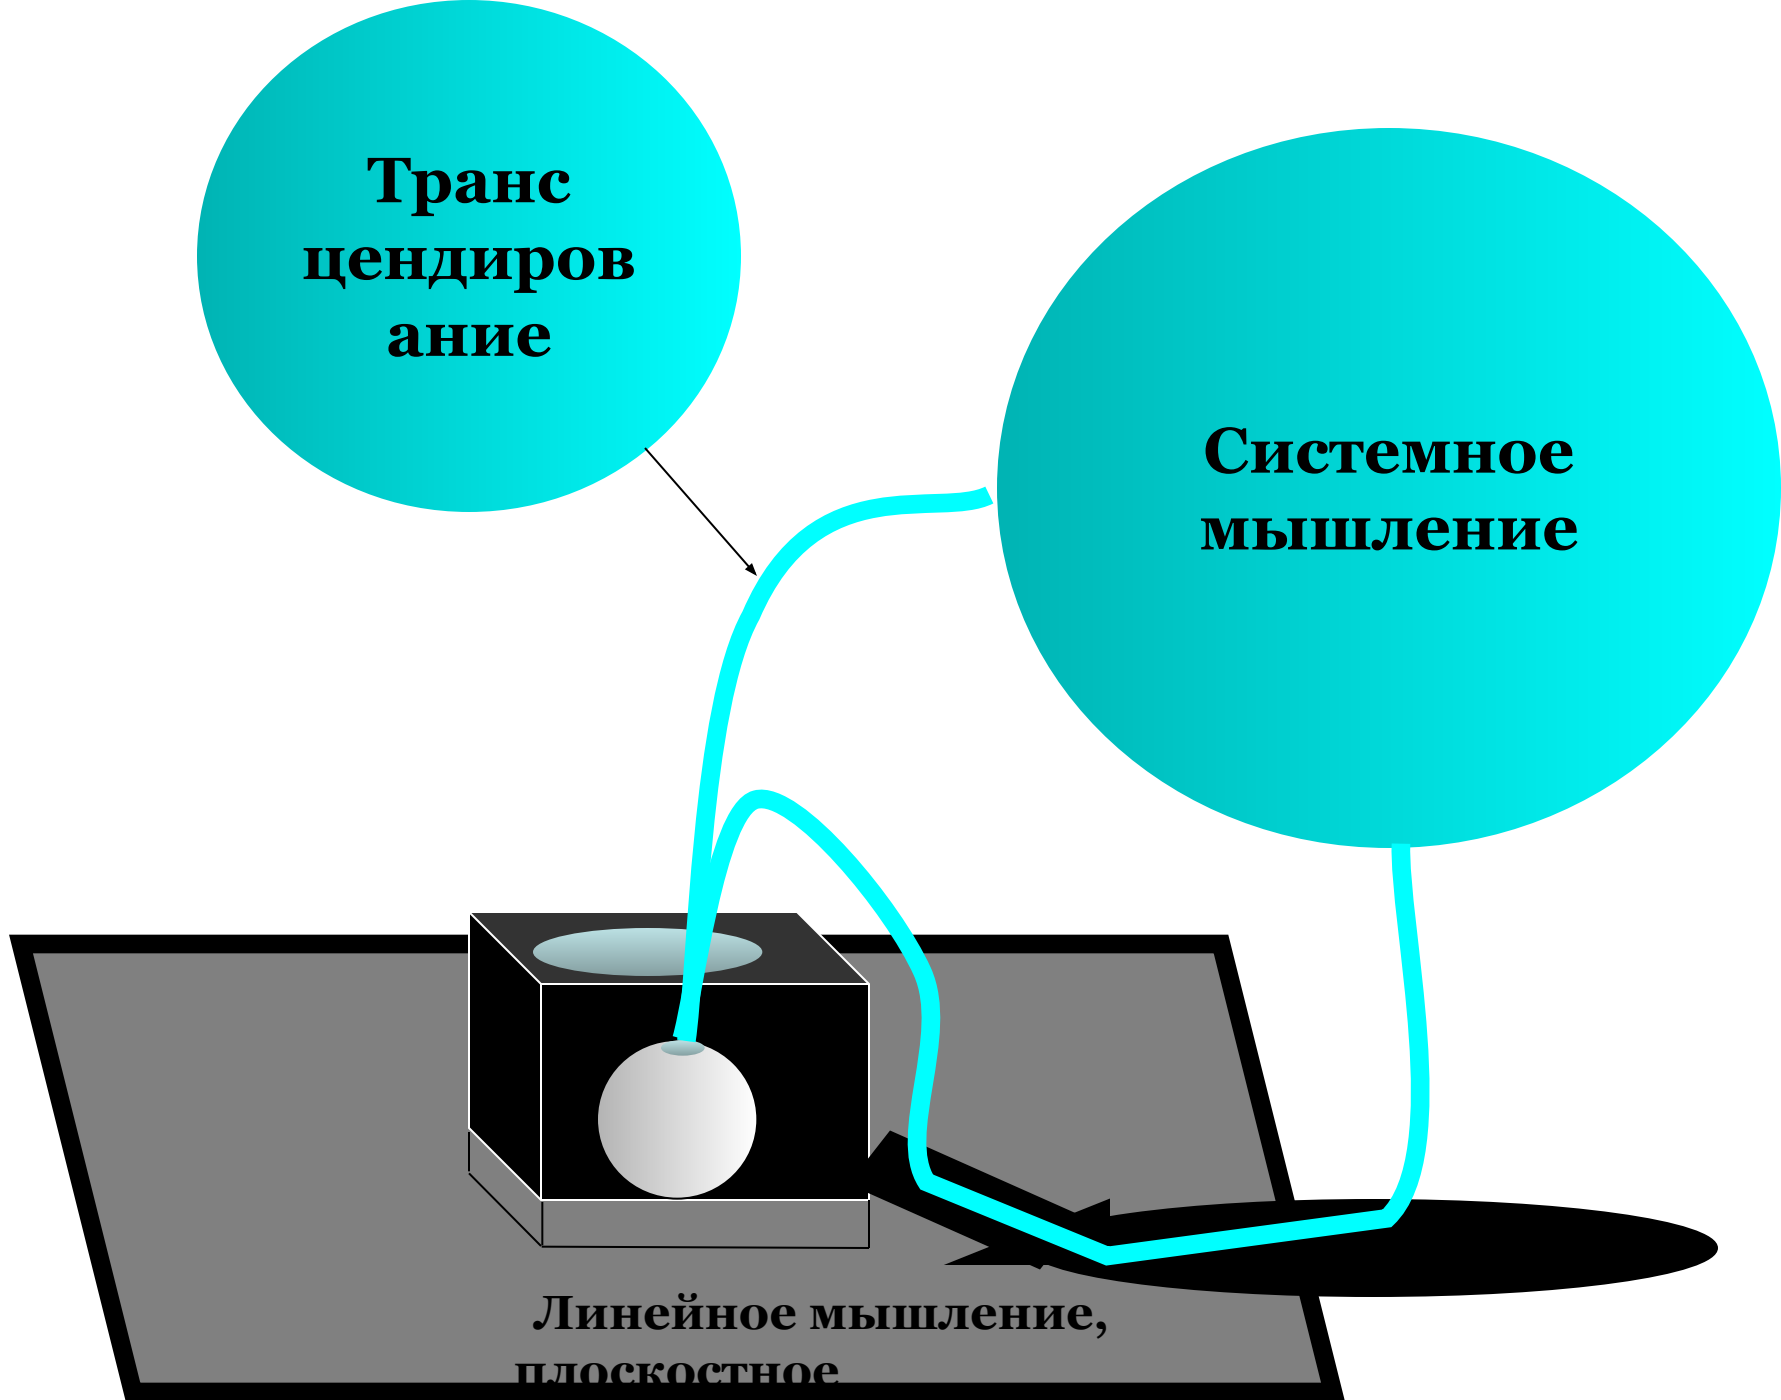 Транс
цендиров
ание
Системное
мышление
Линейное мышление,
плоскостное